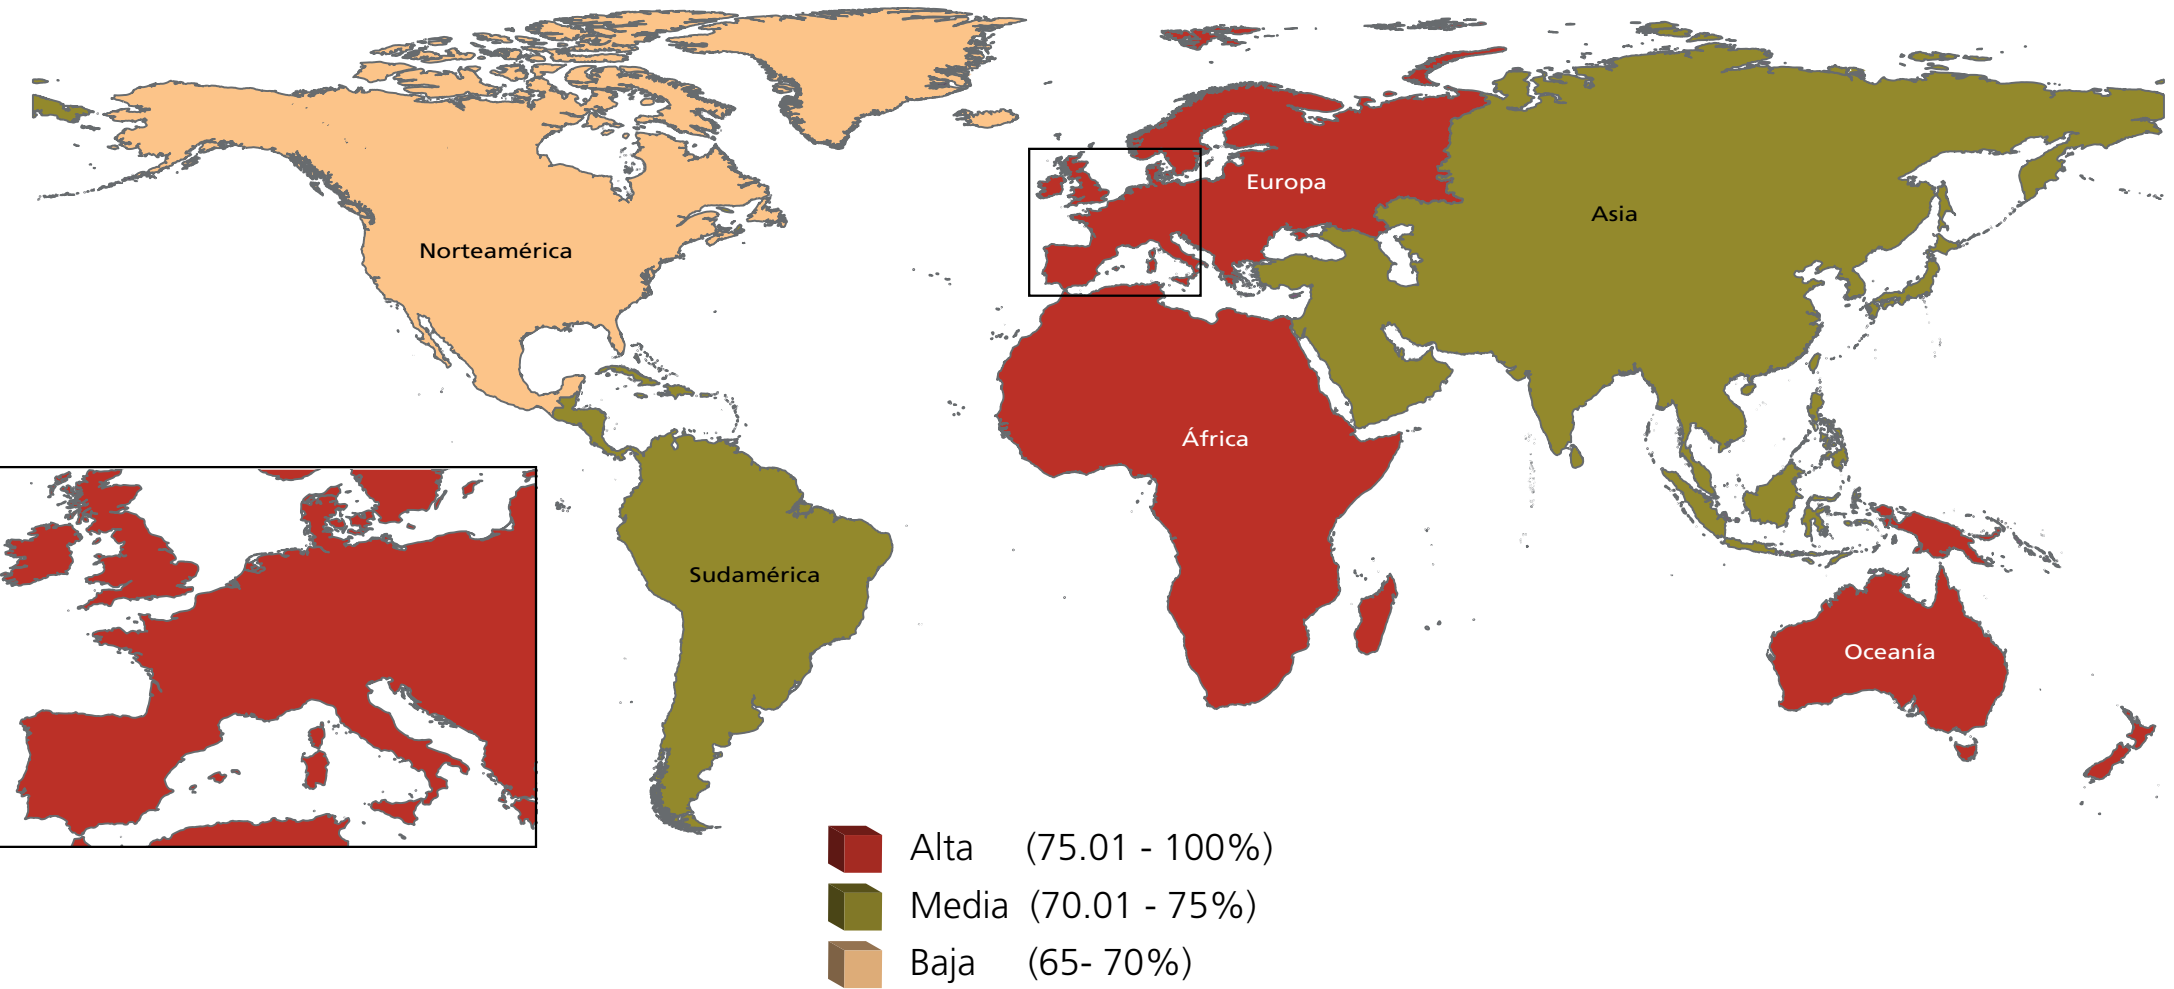 Europa
Asia
Norteamérica
África
Sudamérica
Oceanía
Alta (75.01 - 100%)
Media (70.01 - 75%)
Baja (65- 70%)